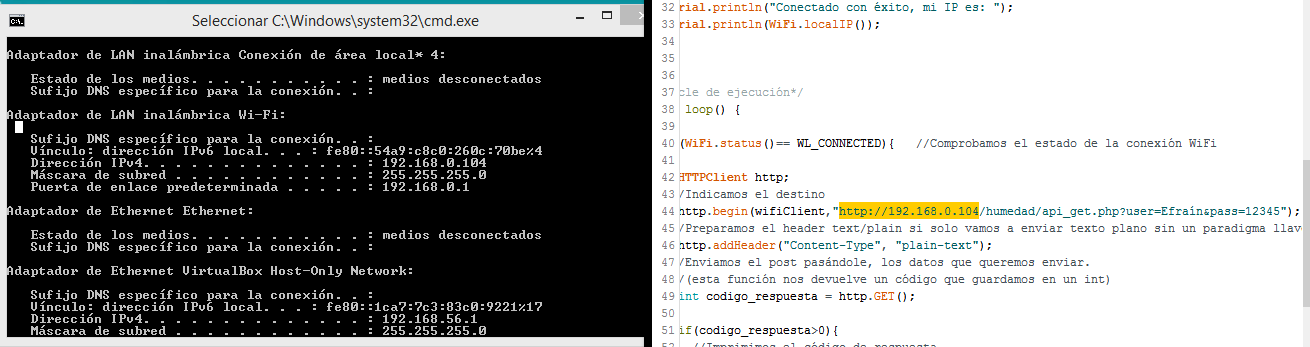 Seleccionar C:\Windows\system32\cmd.exe
Adaptador de LAN inalámbrica Conexión de área local* 4:
Estado de los medios. . . . . . . . . . . : medios desconectados
Sufijo DNS específico para la conexión. . :
Adaptador de LAN inalámbrica Wi-Fi:
Sufijo DNS específico para la conexión. . :
Vínculo: dirección IPv6 local. . . : fe80::54a9:c8c0:260c:70be%4
Dirección IPv4. . . . . . . . . . . . . . : 192.168.0.104
Máscara de subred . . . . . . . . . . . . : 255.255.255.0
Puerta de enlace predeterminada . . . . . : 192.168.0.1
Adaptador de Ethernet Ethernet:
Estado de los medios. . . . . . . . . . . : medios desconectados
Sufijo DNS específico para la conexión. . :
Adaptador de Ethernet VirtualBox Host-Only Network:
Sufijo DNS específico para la conexión. . :
Vínculo: dirección IPv6 local. . . : fe80::1ca7:7c3:83c0:9221%17
Dirección IPv4. . . . . . . . . . . . . . : 192.168.56.1
Máscara de subred . . . . . . . . . . . . : 255.255.255.0
32 rial.println("Conectado con éxito, mi IP es: ");
33 rial.println(WiFi.localIP());
34
35
36
37 cle de ejecución*/
38 loop() {
39
40 (WiFi.status()== WL_CONNECTED){ //Comprobamos el estado de la conexión WiFi
41
42 HTTPClient http;
43 /Indicamos el destino
44 http.begin(wifiClient,"http://192.168.0.104/humedad/api_get.php?user=Efraín&pass=12345");
45 /Preparamos el header text/plain si solo vamos a enviar texto plano sin un paradigma llav
46 http.addHeader("Content-Type", "plain-text");
47 /Enviamos el post pasándole, los datos que queremos enviar.
48 /(esta función nos devuelve un código que guardamos en un int)
49 int codigo_respuesta = http.GET();
50
51 if(codigo_respuesta>0){
52 //Imprimimos el código de respuesta